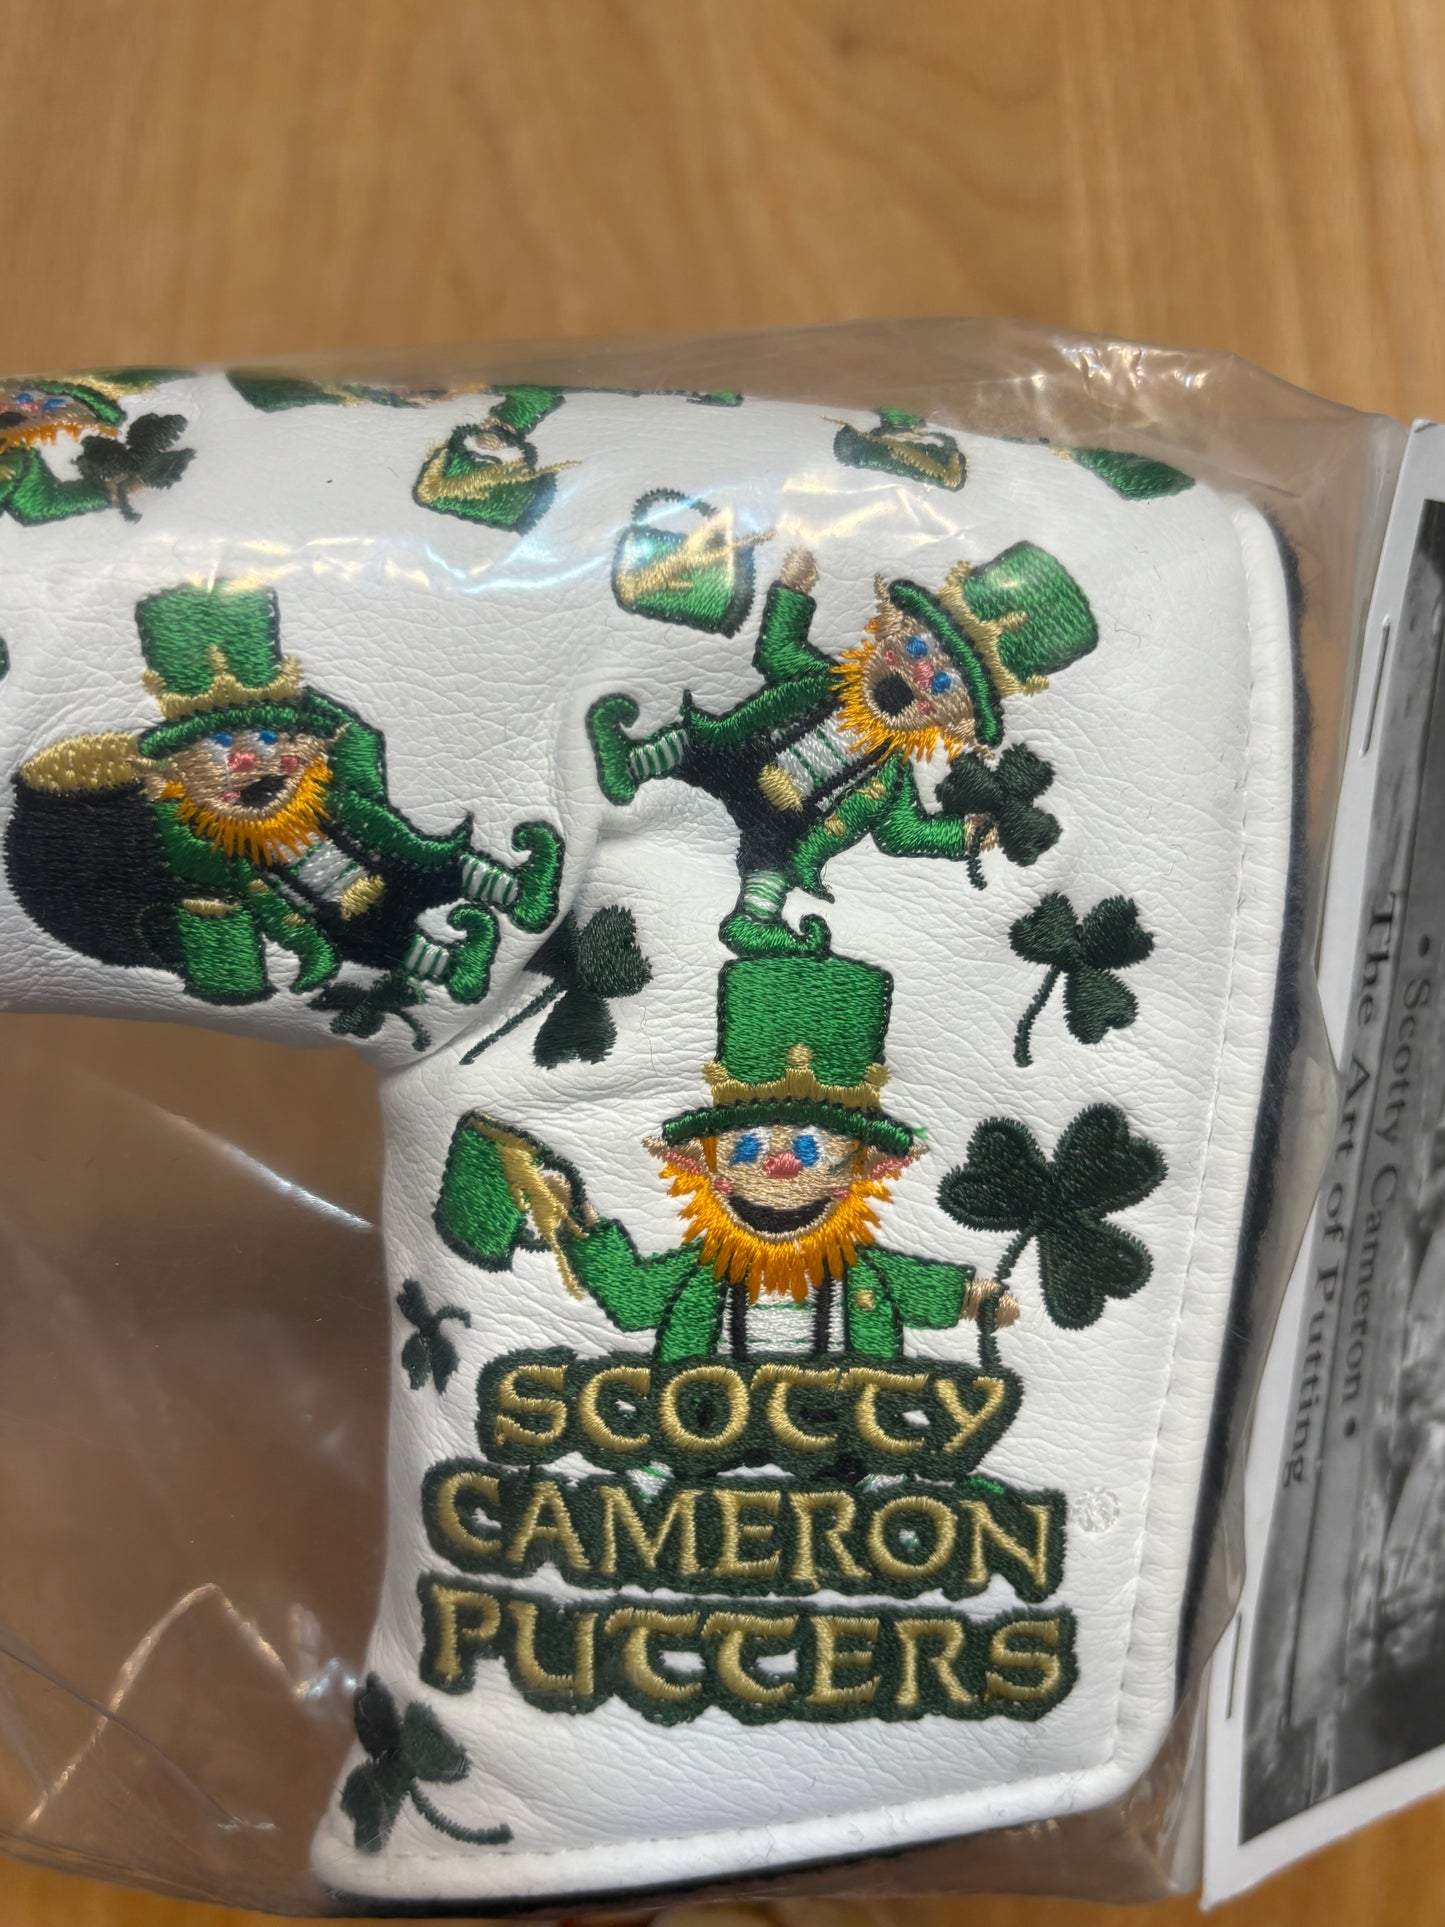 SCOTTY
CAMERON ®
PUTTERS
• Scotty Cameron •
The Art of Putting